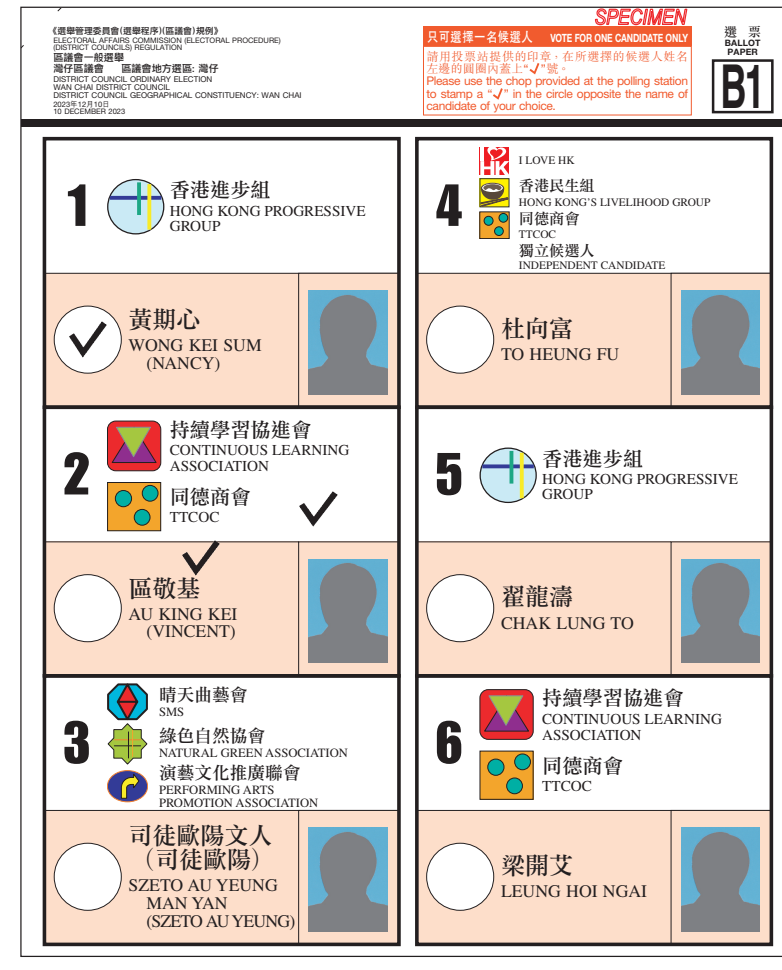 《選舉管理委員會(選舉程序)(區議會)規例》
ELECTORAL AFFAIRS COMMISSION (ELECTORAL PROCEDURE)
(DISTRICT COUNCILS) REGULATION
區議會一般選舉
灣仔區議會 區議會地方選區: 灣仔
DISTRICT COUNCIL ORDINARY ELECTION
WAN CHAI DISTRICT COUNCIL
DISTRICT COUNCIL GEOGRAPHICAL CONSTITUENCY: WAN CHAI
2023年12月10日
10 DECEMBER 2023
SPECIMEN
只可選擇一名候選人 VOTE FOR ONE CANDIDATE ONLY
請用投票站提供的印章，在所選擇的候選人姓名
左邊的圓圈內蓋上“✓”號。
Please use the chop provided at the polling station
to stamp a “✓” in the circle opposite the name of
candidate of your choice.
選 票
BALLOT
PAPER
B1
1
香港進步組
HONG KONG PROGRESSIVE
GROUP
黃期心
WONG KEI SUM
(NANCY)
2
持續學習協進會
CONTINUOUS LEARNING
ASSOCIATION
同德商會
TTCOC
區敬基
AU KING KEI
(VINCENT)
3
晴天曲藝會
SMS
綠色自然協會
NATURAL GREEN ASSOCIATION
演藝文化推廣聯會
PERFORMING ARTS
PROMOTION ASSOCIATION
司徒歐陽文人
（司徒歐陽）
SZETO AU YEUNG
MAN YAN
(SZETO AU YEUNG)
4
HK
I LOVE HK
香港民生組
HONG KONG'S LIVELIHOOD GROUP
同德商會
TTCOC
獨立候選人
INDEPENDENT CANDIDATE
杜向富
TO HEUNG FU
5
香港進步組
HONG KONG PROGRESSIVE
GROUP
翟龍濤
CHAK LUNG TO
6
持續學習協進會
CONTINUOUS LEARNING
ASSOCIATION
同德商會
TTCOC
梁開艾
LEUNG HOI NGAI